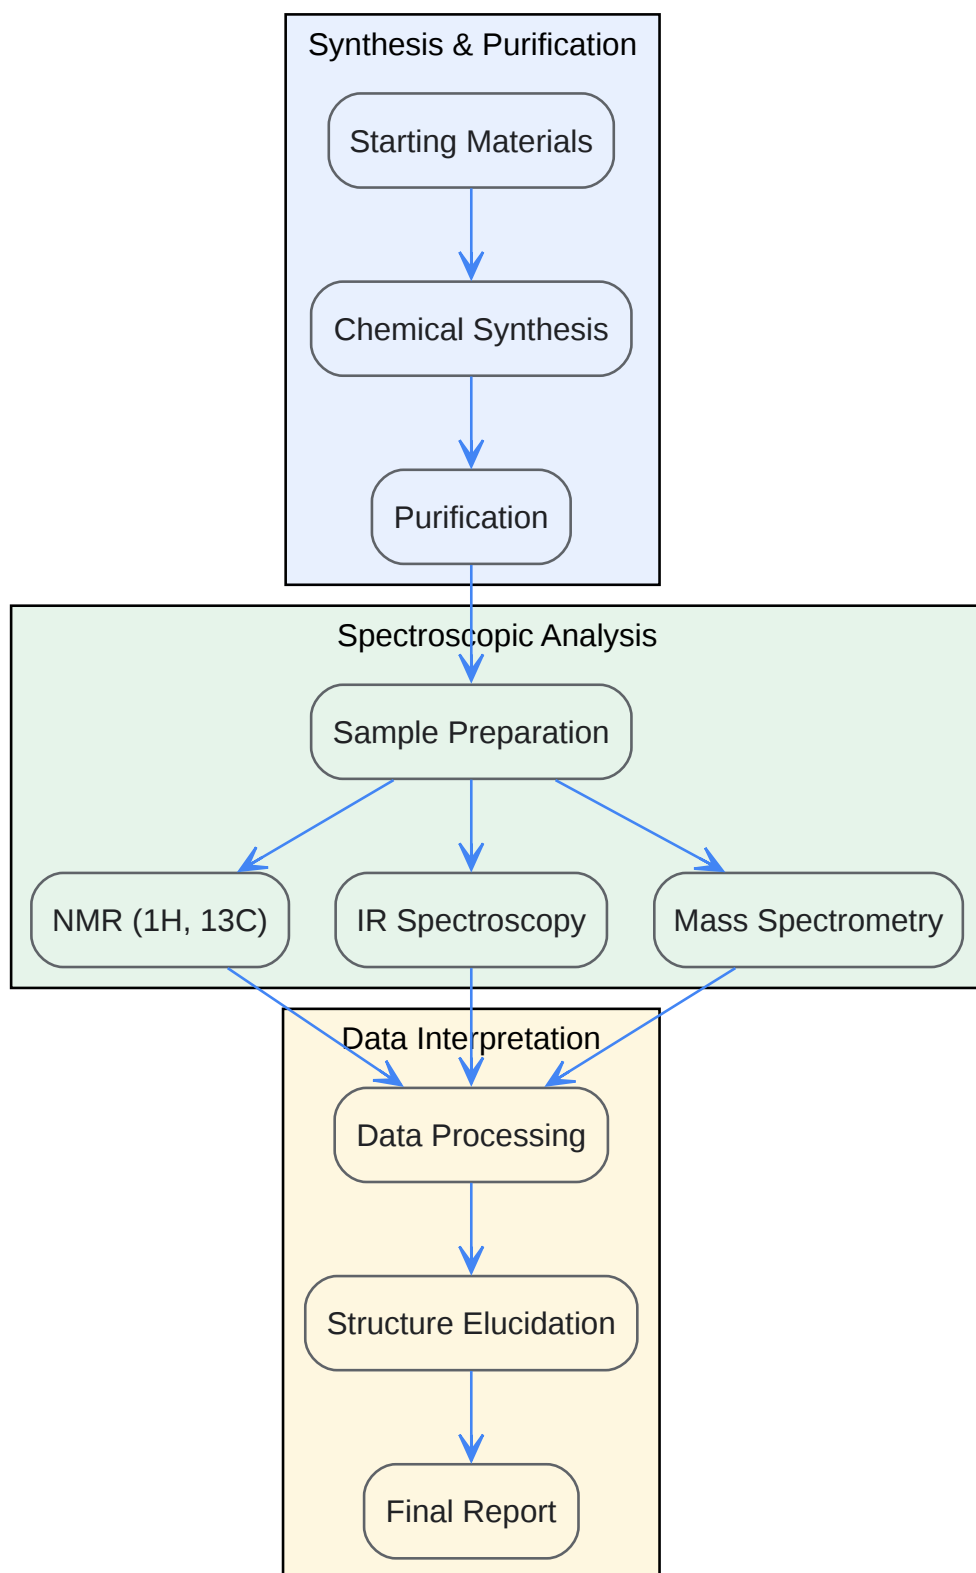 Synthesis & Purification
Starting Materials
Chemical Synthesis
Purification
Spectroscopic Analysis
Sample Preparation
NMR (1H, 13C)
IR Spectroscopy
Mass Spectrometry
Data Interpretation
Data Processing
Structure Elucidation
Final Report